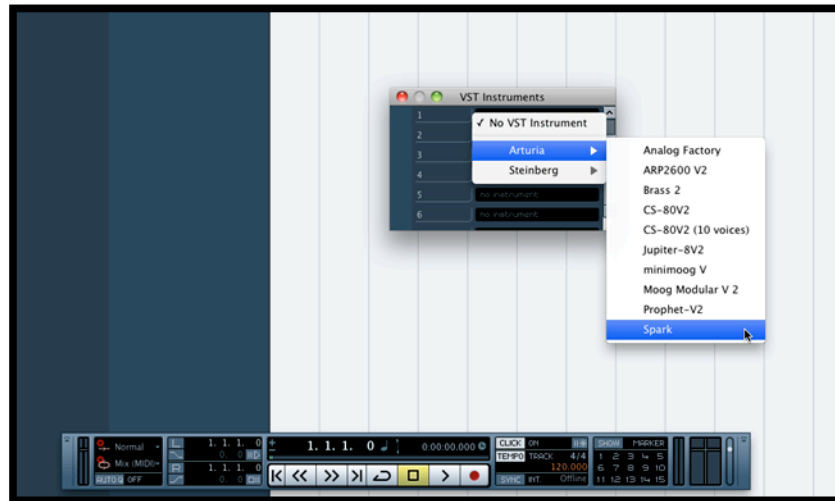 VST Instruments
1
✓ No VST Instrument
2
3
Arturia
4
Steinberg
5 no instrument
6 no instrument
Analog Factory
ARP2600 V2
Brass 2
CS-80V2
CS-80V2 (10 voices)
Jupiter-8V2
minimoog V
Moog Modular V 2
Prophet-V2
Spark
Normal
Mix (MIDI)
AUTO Q OFF
L 1. 1. 1. 0
0. 0
R 1. 1. 1. 0
0. 0
1. 1. 1. 0
0:00:00.000
CLICK ON
TEMPO TRACK 4/4
120.000
SYNC INT. Offline
SHOW MARKER
1 2 3 4 5
6 7 8 9 10
11 12 13 14 15